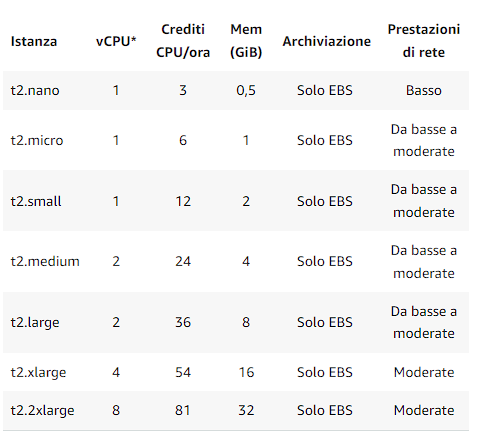 Istanza vCPU* Crediti CPU/ora Mem (GiB) Archiviazione Prestazioni di rete
t2.nano 1 3 0,5 Solo EBS Basso
t2.micro 1 6 1 Solo EBS Da basse a moderate
t2.small 1 12 2 Solo EBS Da basse a moderate
t2.medium 2 24 4 Solo EBS Da basse a moderate
t2.large 2 36 8 Solo EBS Da basse a moderate
t2.xlarge 4 54 16 Solo EBS Moderate
t2.2xlarge 8 81 32 Solo EBS Moderate